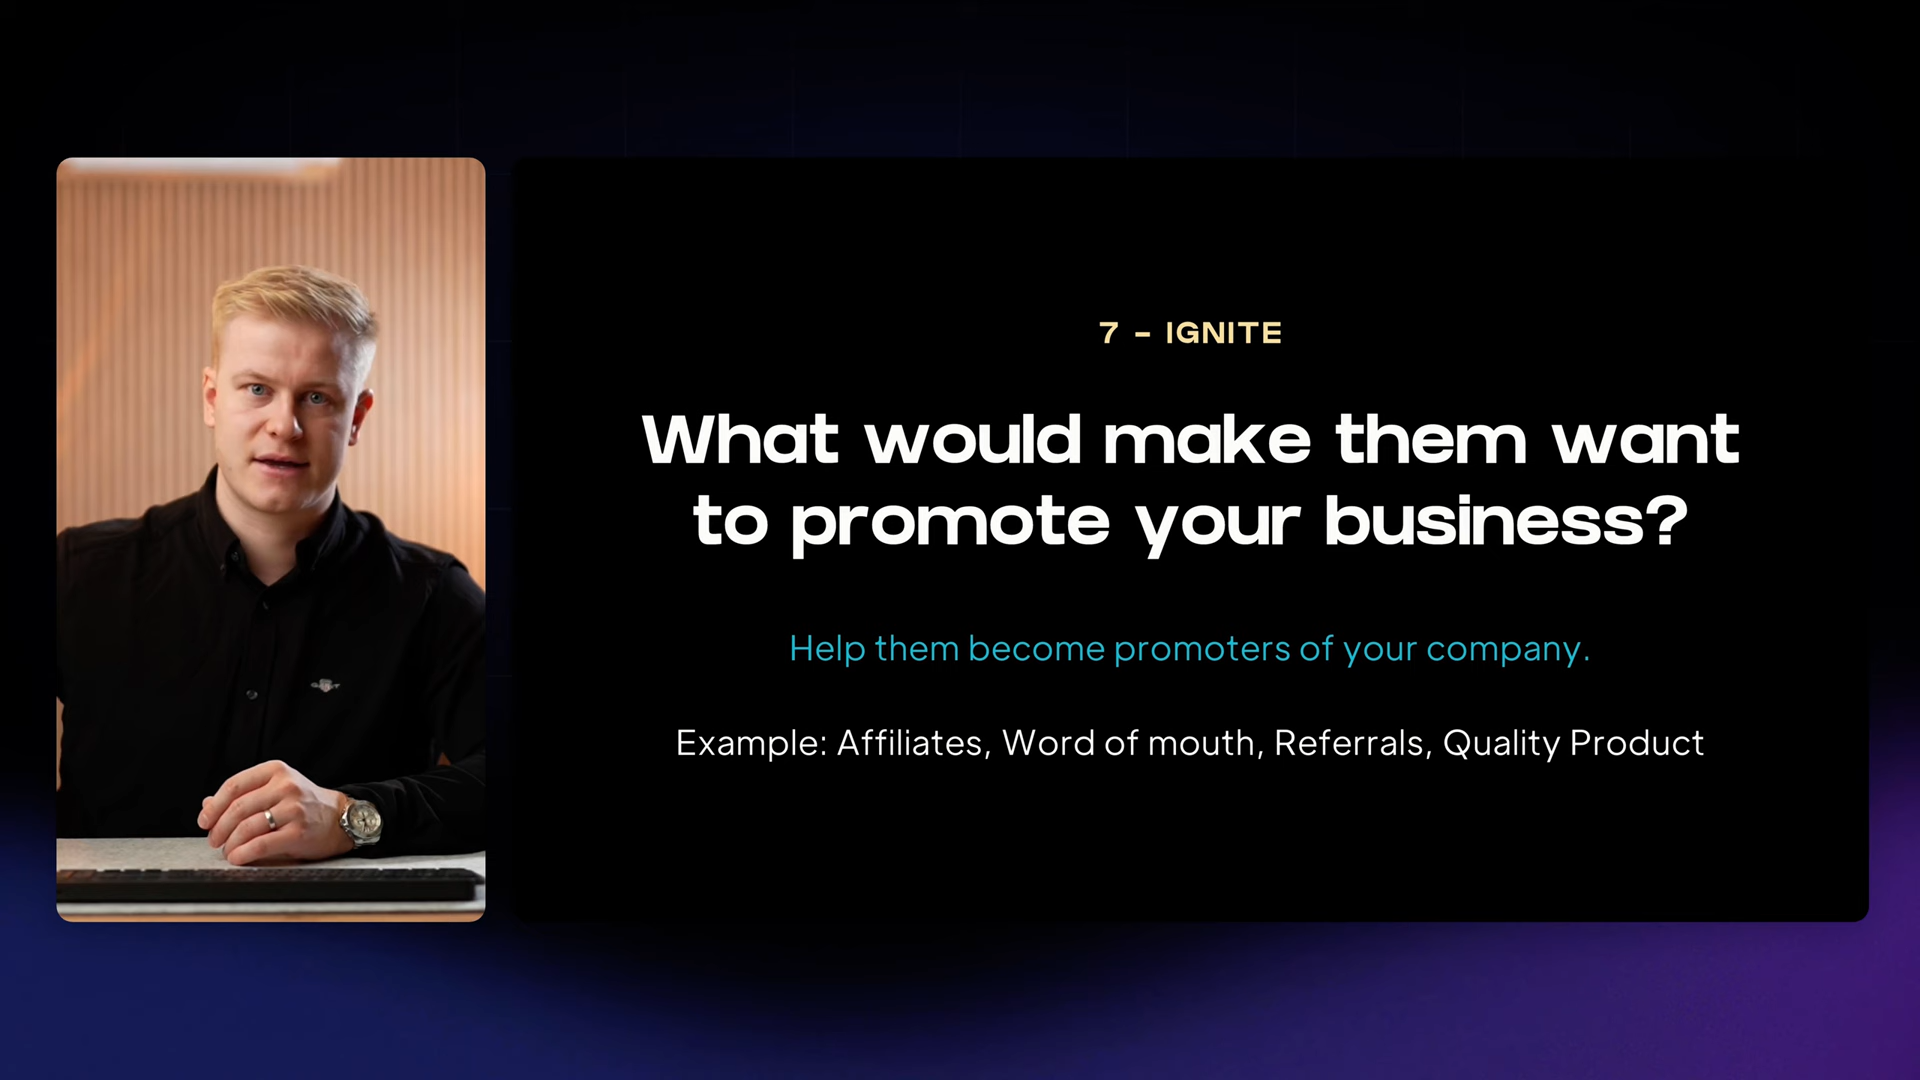 7 - IGNITE
What would make them want
to promote your business?
Help them become promoters of your company.
Example: Affiliates, Word of mouth, Referrals, Quality Product